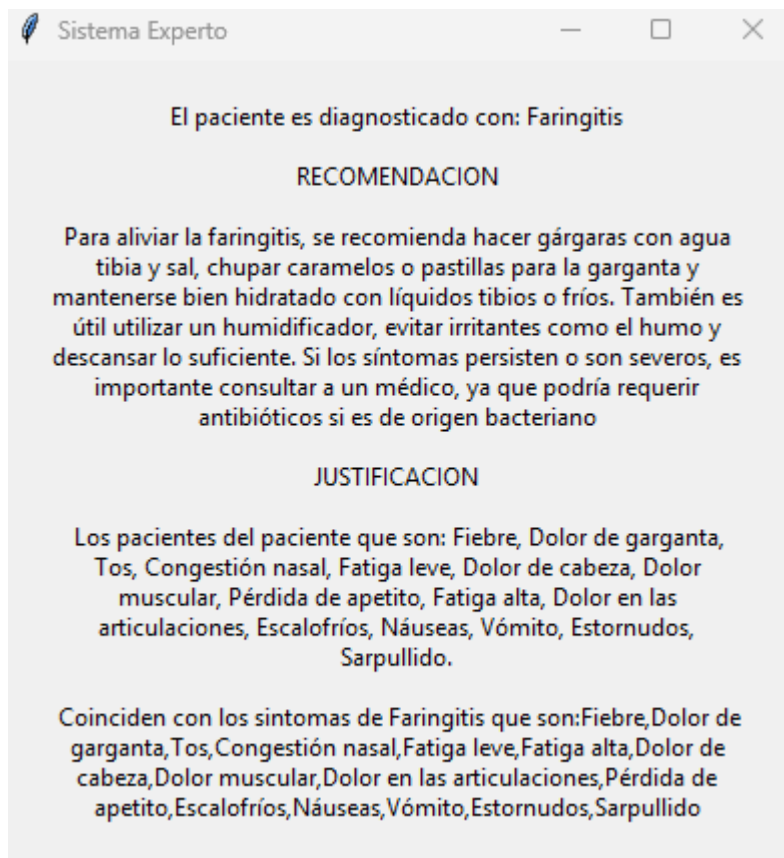 Sistema Experto
El paciente es diagnosticado con: Faringitis
RECOMENDACION
Para aliviar la faringitis, se recomienda hacer gárgaras con agua
tibia y sal, chupar caramelos o pastillas para la garganta y
mantenerse bien hidratado con líquidos tibios o fríos. También es
útil utilizar un humidificador, evitar irritantes como el humo y
descansar lo suficiente. Si los síntomas persisten o son severos, es
importante consultar a un médico, ya que podría requerir
antibióticos si es de origen bacteriano
JUSTIFICACION
Los pacientes del paciente que son: Fiebre, Dolor de garganta,
Tos, Congestión nasal, Fatiga leve, Dolor de cabeza, Dolor
muscular, Pérdida de apetito, Fatiga alta, Dolor en las
articulaciones, Escalofríos, Náuseas, Vómito, Estornudos,
Sarpullido.
Coinciden con los sintomas de Faringitis que son:Fiebre,Dolor de
garganta,Tos,Congestión nasal,Fatiga leve,Fatiga alta,Dolor de
cabeza,Dolor muscular,Dolor en las articulaciones,Pérdida de
apetito,Escalofríos,Náuseas,Vómito,Estornudos,Sarpullido